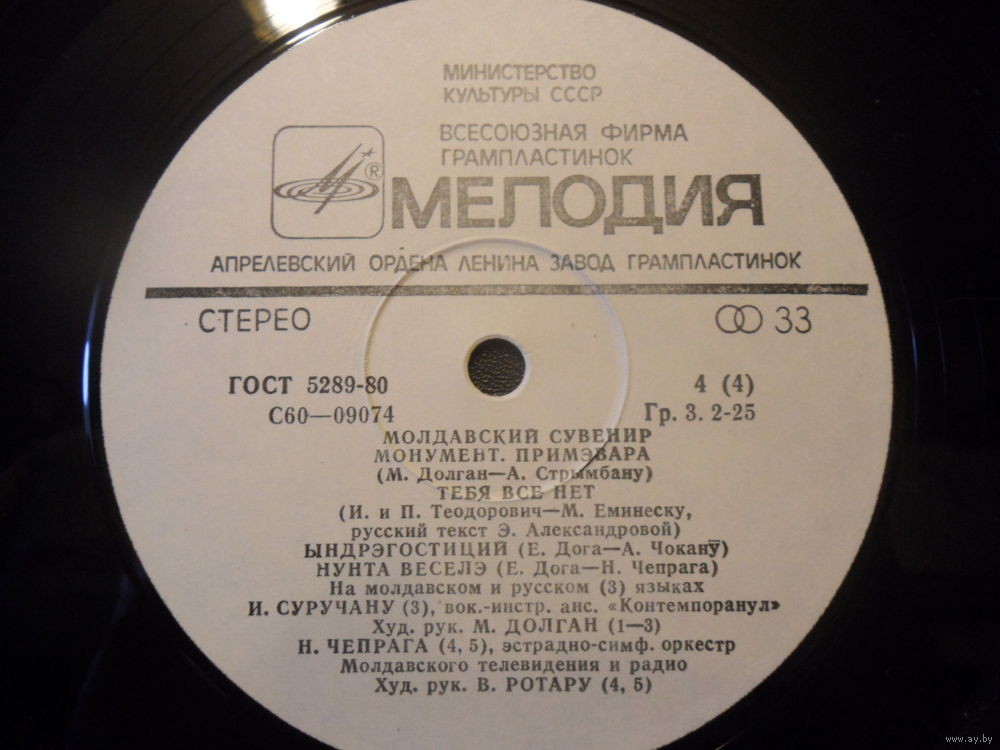 МИНИСТЕРСТВО
КУЛЬТУРЫ СССР
ВСЕСОЮЗНАЯ ФИРМА
ГРАМПЛАСТИНОК
®
МЕЛОДИЯ
АПРЕЛЕВСКИЙ ОРДЕНА ЛЕНИНА ЗАВОД ГРАМПЛАСТИНОК
СТЕРЕО 33
ГОСТ 5289-80 4 (4)
С60—09074 Гр. 3. 2-25
МОЛДАВСКИЙ СУВЕНИР
МОНУМЕНТ. ПРИМЭВАРА
(М. Долган—А. Стрымбану)
ТЕБЯ ВСЕ НЕТ
(И. и П. Теодорович—М. Еминеску,
русский текст Э. Александровой)
ЫНДРЭГОСТИЦИЙ (Е. Дога—А. Чокану)
НУНТА ВЕСЕЛЭ (Е. Дога—Н. Чепрага)
На молдавском и русском (3) языках
И. СУРУЧАНУ (3), вок.-инстр. анс. «Контемпоранул»
Худ. рук. М. ДОЛГАН (1—3)
Н. ЧЕПРАГА (4, 5), эстрадно-симф. оркестр
Молдавского телевидения и радио
Худ. рук. В. РОТАРУ (4, 5)
www.ay.by